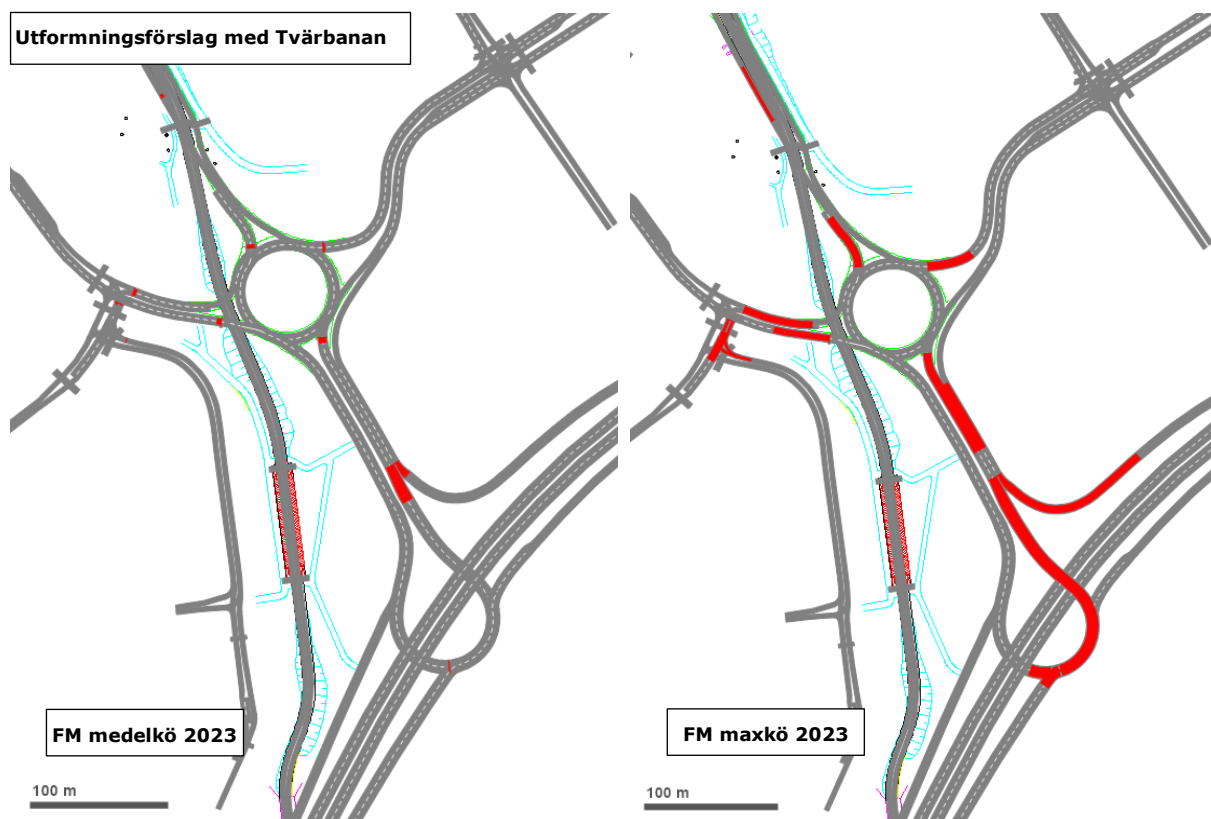 Utformningsförslag med Tvärbanan
FM medelkö 2023
FM maxkö 2023
100 m
100 m